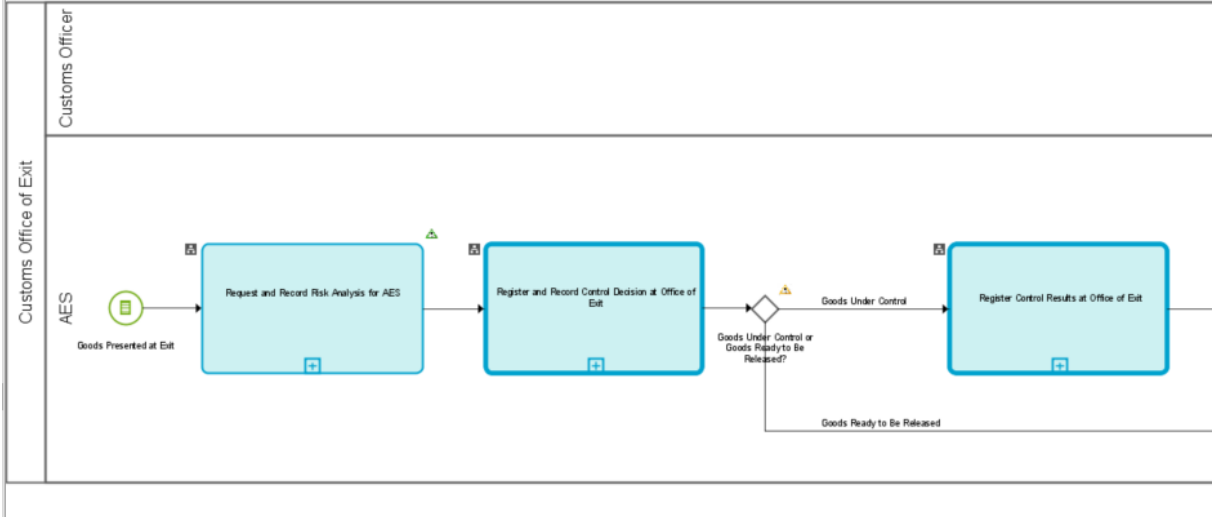 Customs Office of Exit
Customs Officer
AES
Goods Presented at Exit
Request and Record Risk Analysis for AES
Register and Record Control Decision at Office of
Exit
Goods Under Control or
Goods Ready to Be
Released?
Goods Under Control
Goods Ready to Be Released
Register Control Results at Office of Exit